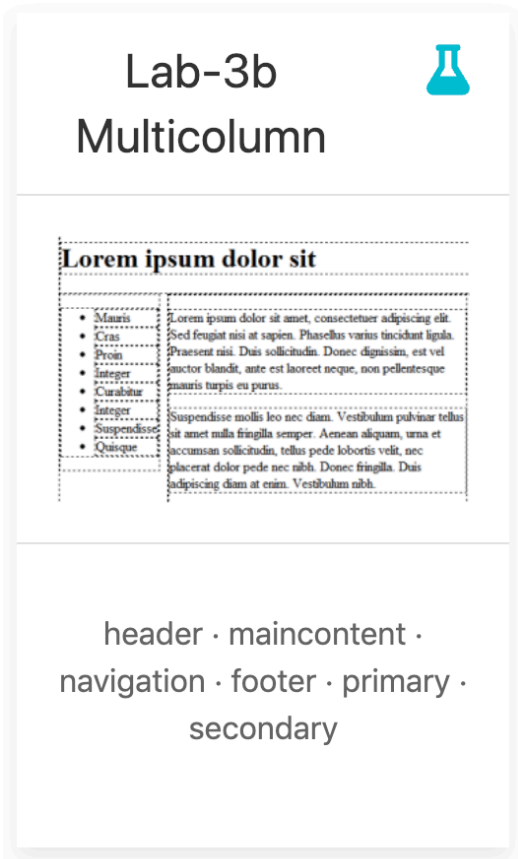 Lab-3b
Multicolumn
Lorem ipsum dolor sit
Mauris
Cras
Proin
Integer
Curabitur
Integer
Suspendisse
Quisque
Lorem ipsum dolor sit amet, consectetuer adipiscing elit.
Sed feugiat nisi at sapien. Phasellus varius tincidunt ligula.
Praesent nisi. Duis sollicitudin. Donec dignissim, est vel
auctor blandit, ante est laoreet neque, non pellentesque
mauris turpis eu purus.
Suspendisse mollis leo nec diam. Vestibulum pulvinar tellus
sit amet nulla fringilla semper. Aenean aliquam, urna et
accumsan sollicitudin, tellus pede lobortis velit, nec
placerat dolor pede nec nibh. Donec fringilla. Duis
adipiscing diam at enim. Vestibulum nibh.
header · maincontent ·
navigation · footer · primary ·
secondary